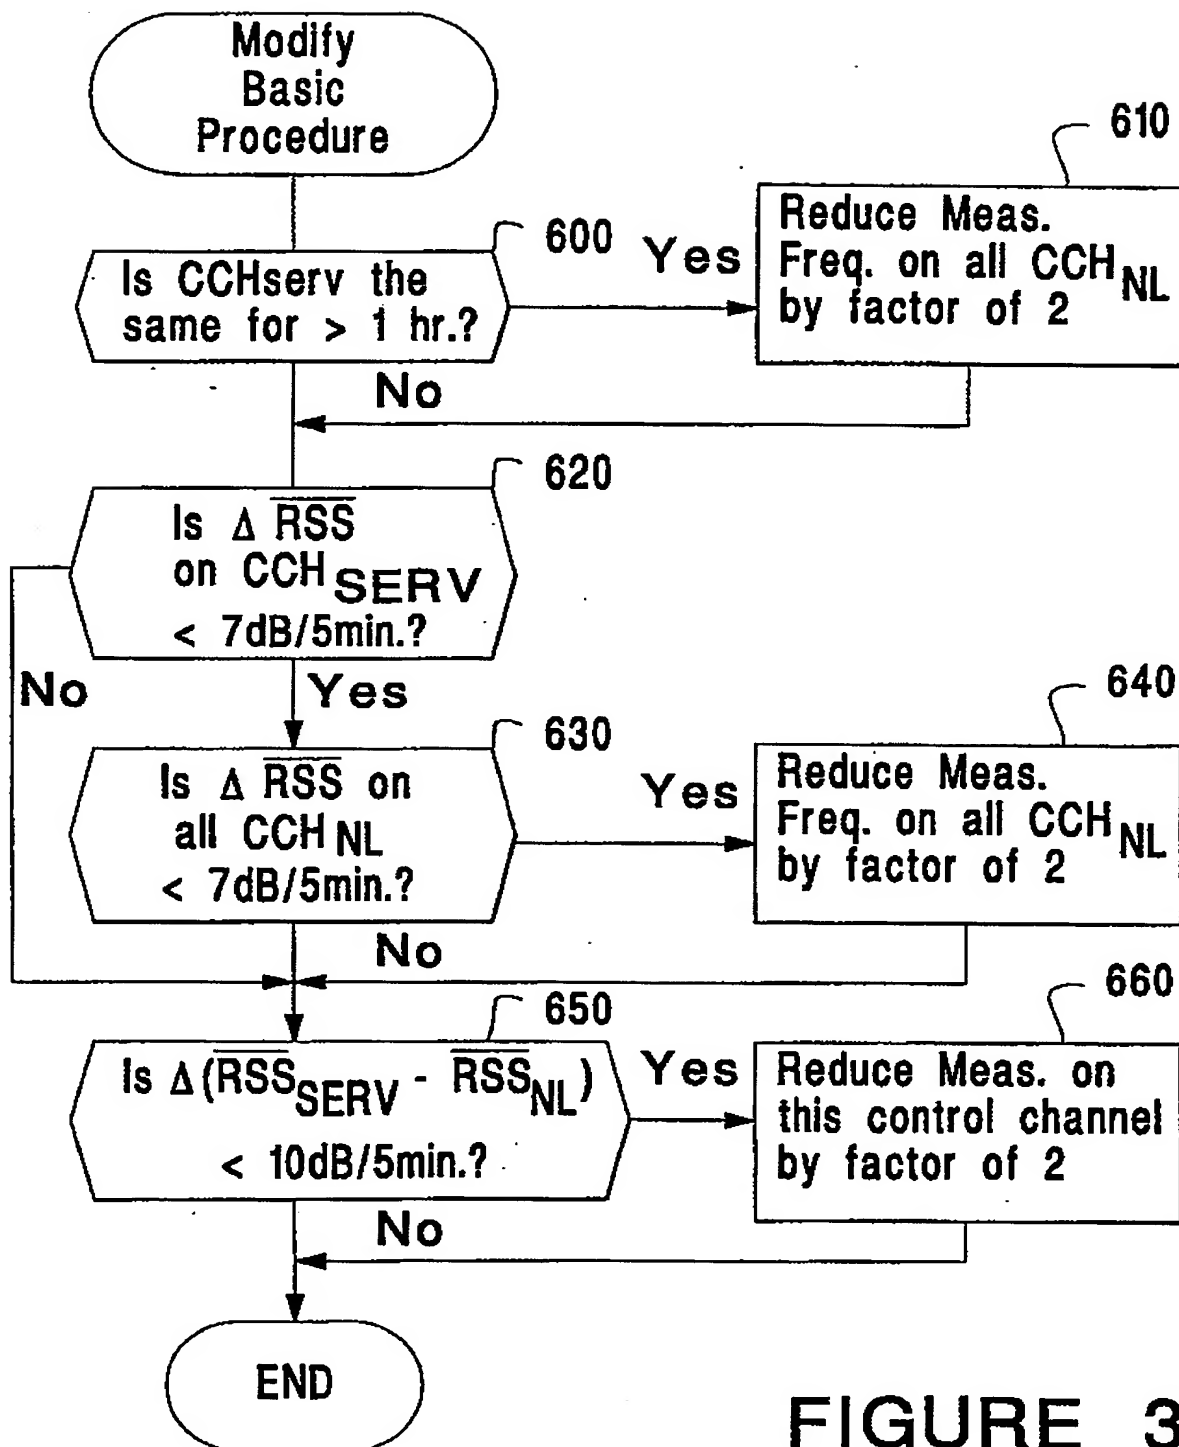 Modify
Basic
Procedure
610
Reduce Meas.
Freq. on all CCH NL
by factor of 2
600
Yes
Is CCHserv the
same for > 1 hr.?
No
620
Is Δ RSS
on CCH SERV
< 7dB/5min.?
No
Yes
630
Is Δ RSS on
all CCH NL
< 7dB/5min.?
Yes
640
Reduce Meas.
Freq. on all CCH NL
by factor of 2
No
650
Is Δ(RSS SERV - RSS NL)
< 10dB/5min.?
Yes
660
Reduce Meas. on
this control channel
by factor of 2
No
END
FIGURE 3